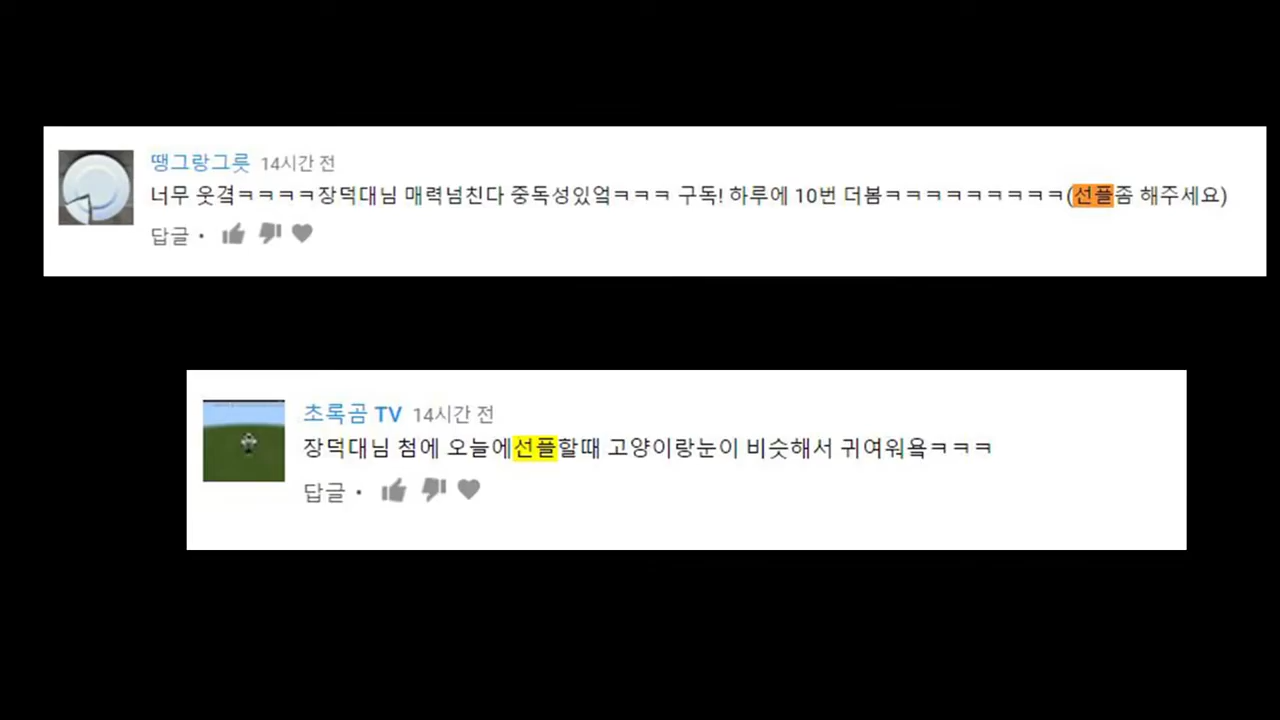 땡그랑그릇 14시간 전
너무 웃겤ㅋㅋㅋㅋ장덕대님 매력넘친다 중독성있엌ㅋㅋㅋ 구독! 하루에 10번 더봄ㅋㅋㅋㅋㅋㅋㅋㅋㅋ(선플좀 해주세요)
답글 •
초록곰 TV 14시간 전
장덕대님 첨에 오늘에선플할때 고양이랑눈이 비슷해서 귀여워욬ㅋㅋㅋ
답글 •